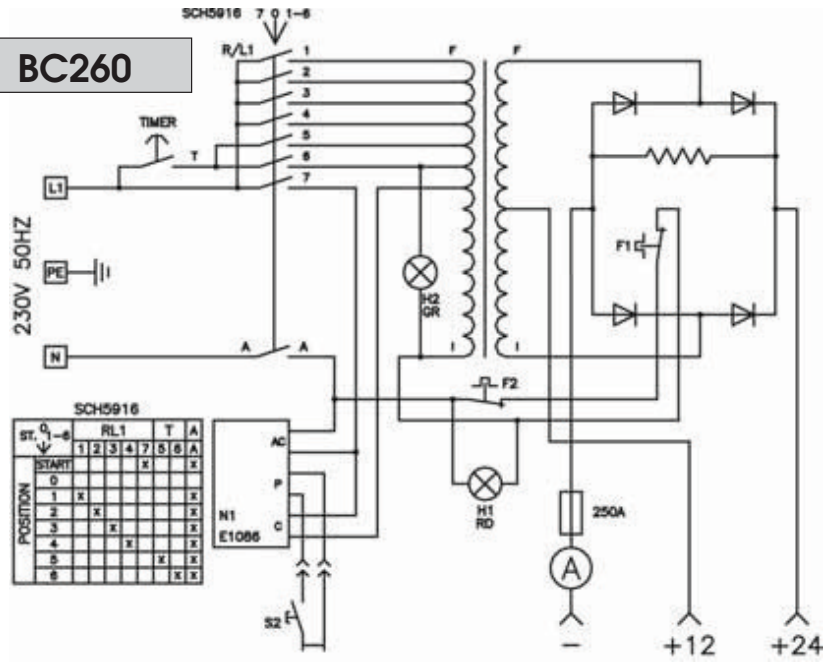 SCH5916 7 0 1-6
BC260
R/L1
1
2
3
4
5
6
7
TIMER
T
L1
PE
N
230V 50HZ
A A
F F
I I
H2
GR
F1
F2
H1
RD
250A
A
− +12 +24
AC
P
C
N1
E1086
S2
SCH5916
ST. 0 1-6 RL1 T A
1 2 3 4 7 5 6 A
POSITION
START X X
0
1 X X
2 X X
3 X X
4 X X
5 X X
6 X X